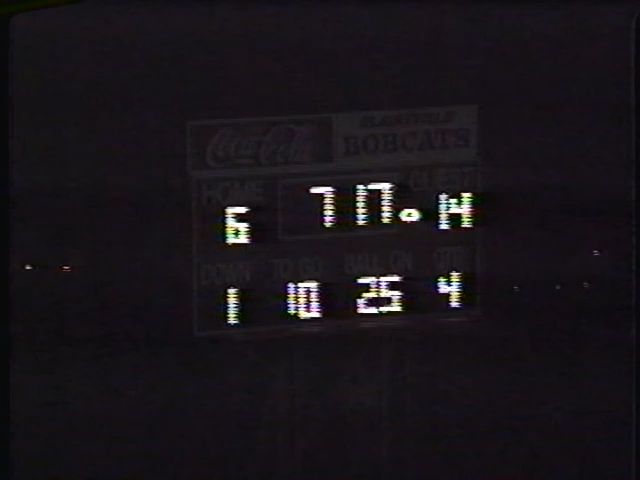 Coca-Cola
BOBCATS
HOME GUEST
6 7 17.0 14
DOWN TO GO BALL ON QTR
1 10 25 4